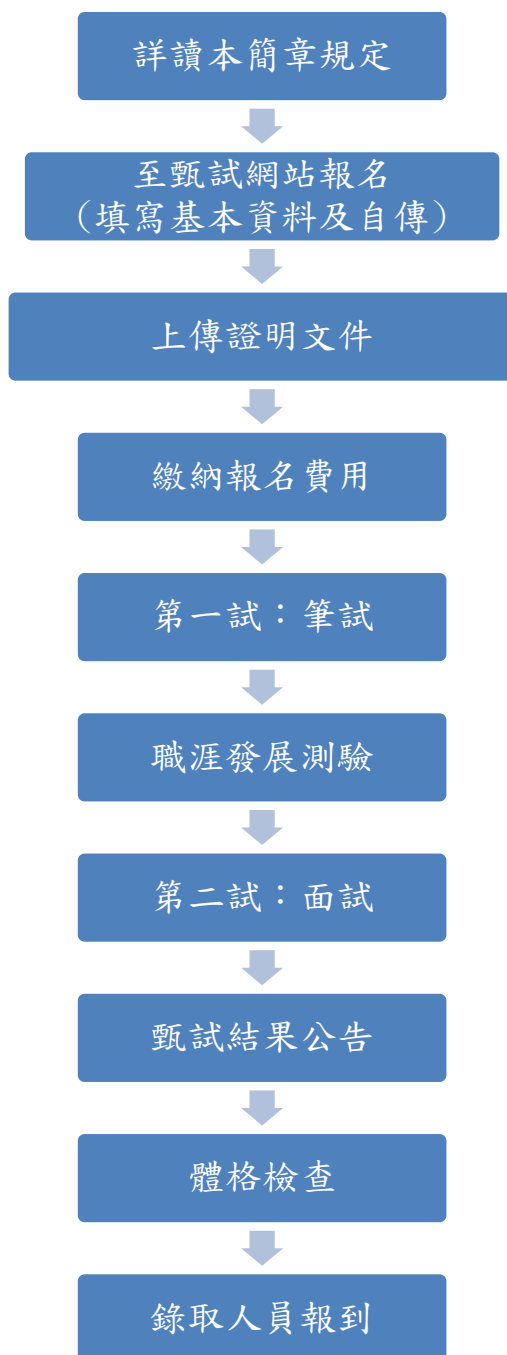 詳讀本簡章規定
至甄試網站報名
（填寫基本資料及自傳）
上傳證明文件
繳納報名費用
第一試：筆試
職涯發展測驗
第二試：面試
甄試結果公告
體格檢查
錄取人員報到